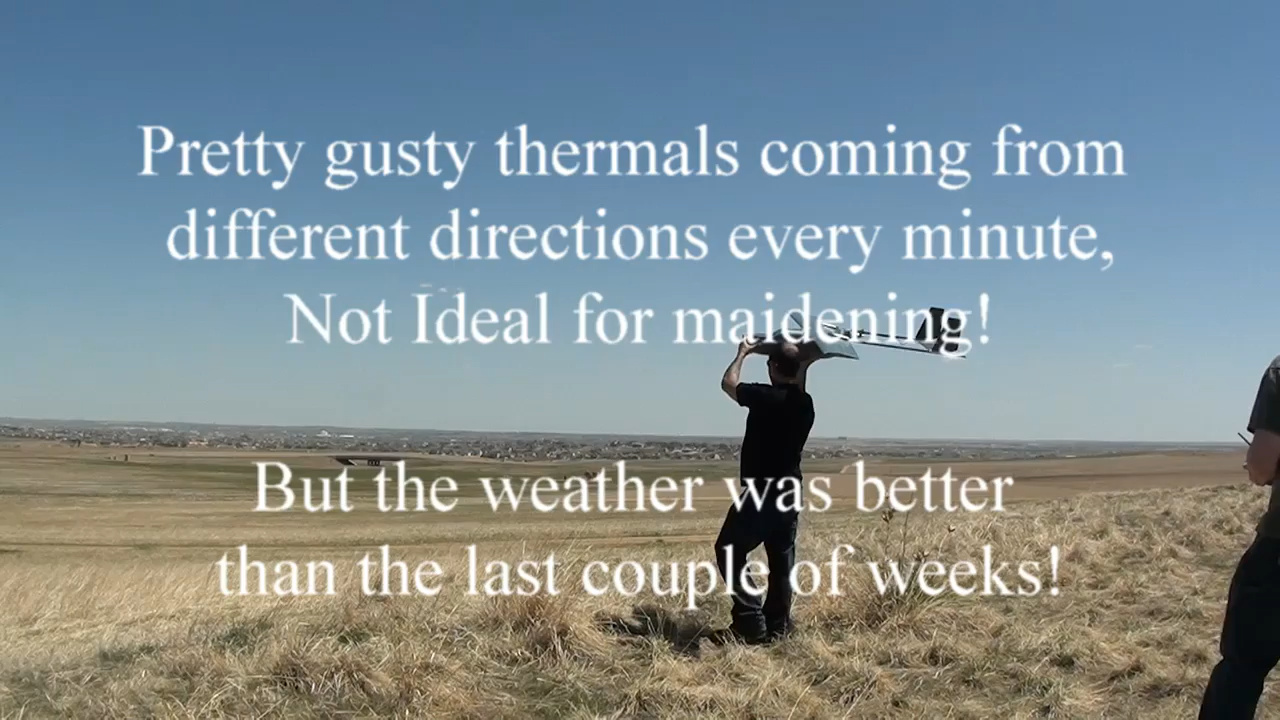 Pretty gusty thermals coming from
different directions every minute,
Not Ideal for maidening!
But the weather was better
than the last couple of weeks!